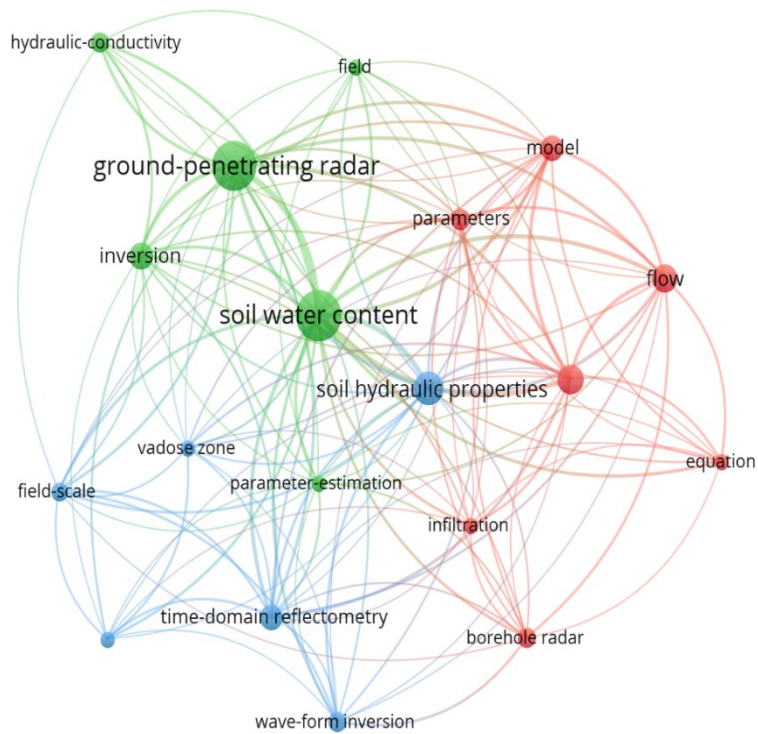 hydraulic-conductivity
field
model
ground-penetrating radar
parameters
inversion
flow
soil water content
soil hydraulic properties
vadose zone
equation
parameter-estimation
field-scale
infiltration
time-domain reflectometry
borehole radar
wave-form inversion